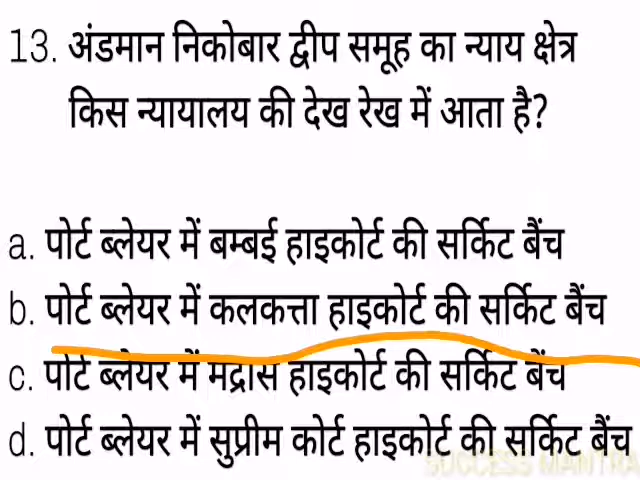 13. अंडमान निकोबार द्वीप समूह का न्याय क्षेत्र
किस न्यायालय की देख रेख में आता है?
a. पोर्ट ब्लेयर में बम्बई हाइकोर्ट की सर्किट बैंच
b. पोर्ट ब्लेयर में कलकत्ता हाइकोर्ट की सर्किट बैंच
c. पोर्ट ब्लेयर में मद्रास हाइकोर्ट की सर्किट बैंच
d. पोर्ट ब्लेयर में सुप्रीम कोर्ट हाइकोर्ट की सर्किट बैंच
SUCCESS MANTRA